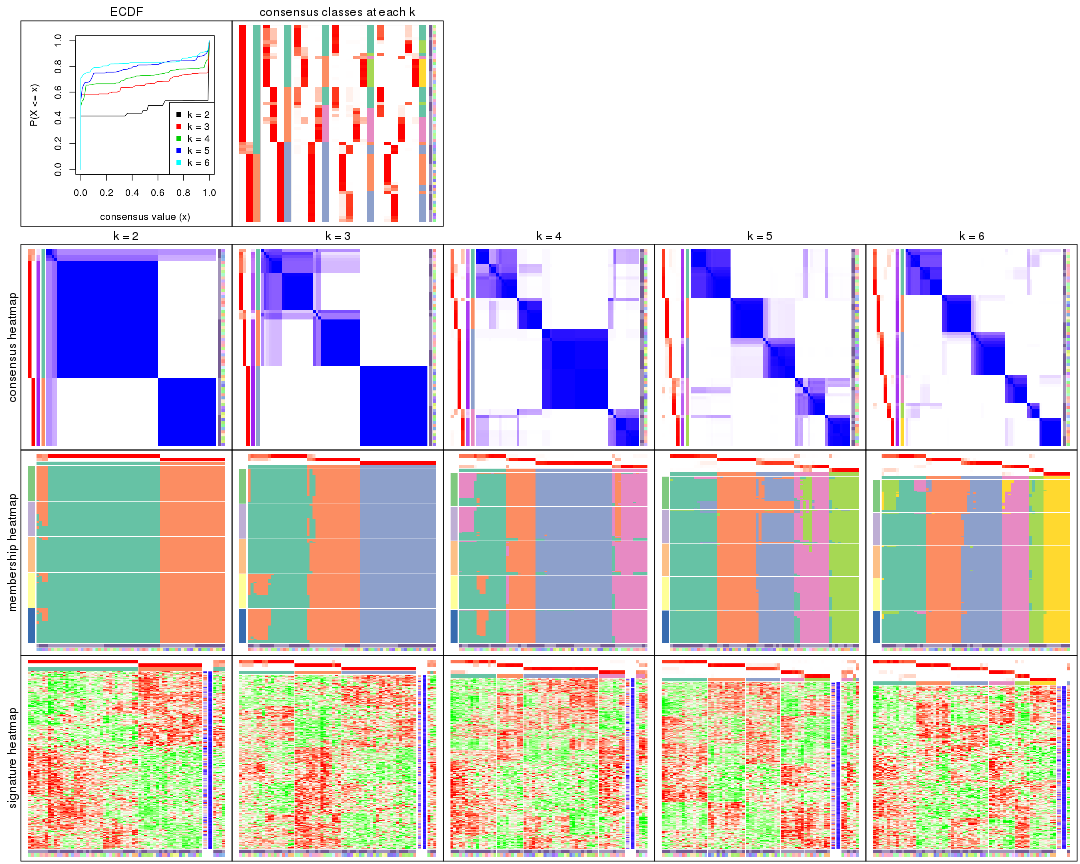 ECDF
consensus classes at each k
P(X <= x)
0.0 0.2 0.4 0.6 0.8 1.0
k = 2
k = 3
k = 4
k = 5
k = 6
0.0 0.2 0.4 0.6 0.8 1.0
consensus value (x)
k = 2
k = 3
k = 4
k = 5
k = 6
consensus heatmap
membership heatmap
signature heatmap